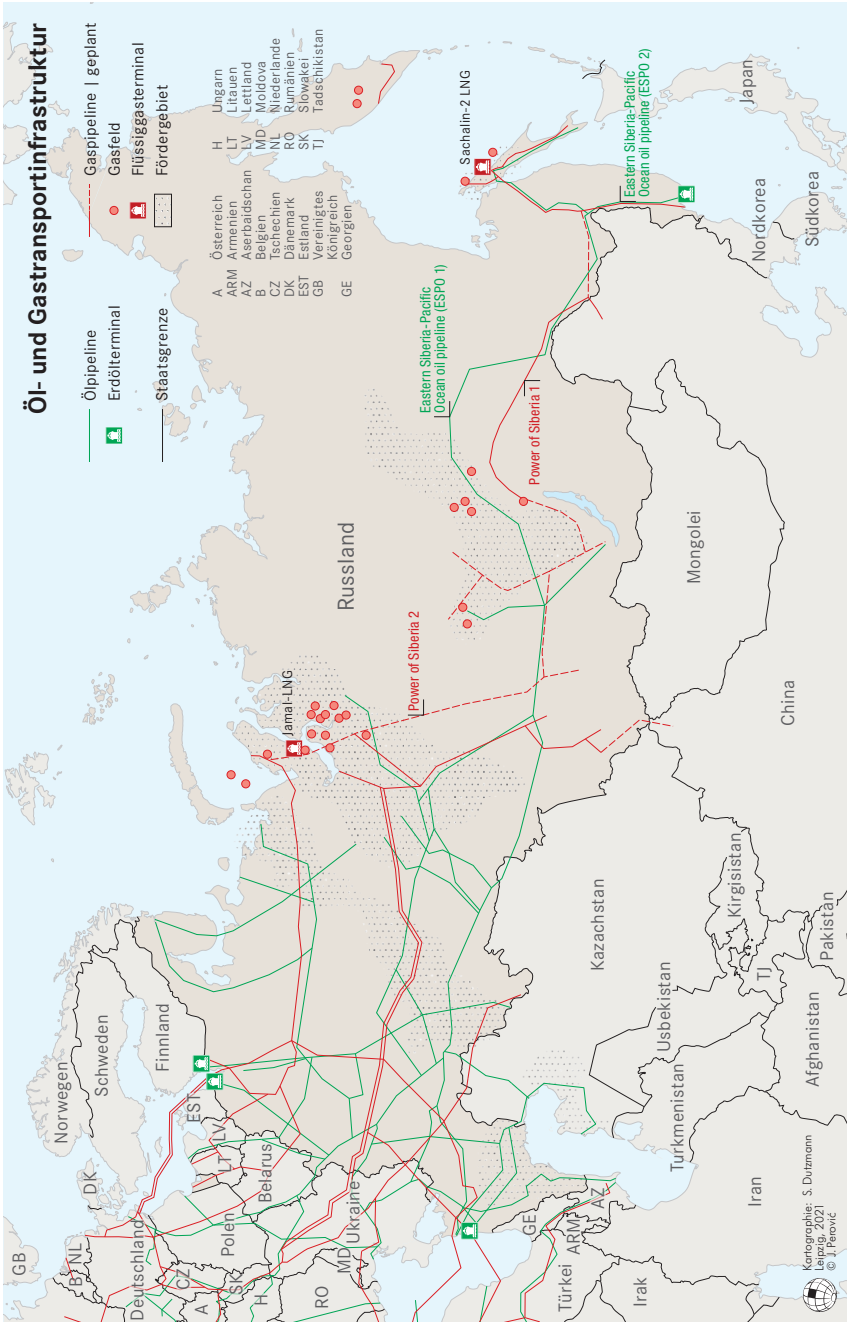 Öl- und Gastransportinfrastruktur
Ölpipeline
Erdölterminal
Staatsgrenze
Gaspipeline | geplant
Gasfeld
Flüssiggasterminal
Fördergebiet
A Österreich
ARM Armenien
AZ Aserbaidschan
B Belgien
CZ Tschechien
DK Dänemark
EST Estland
GB Vereinigtes
Königreich
GE Georgien
H Ungarn
LT Litauen
LV Lettland
MD Moldova
NL Niederlande
RO Rumänien
SK Slowakei
TJ Tadschikistan
GB
NL
B
DK
Norwegen
Schweden
Finnland
EST
LV
LT
Belarus
Polen
Deutschland
CZ
A
SK
H
RO
MD
Ukraine
Türkei
GE
ARM
AZ
Irak
Iran
Turkmenistan
Usbekistan
Kasachstan
Afghanistan
TJ
Kirgisistan
Pakistan
China
Mongolei
Russland
Jamal-LNG
Power of Siberia 2
Eastern Siberia-Pacific
Ocean oil pipeline (ESPO 1)
Power of Siberia 1
Sachalin-2 LNG
Eastern Siberia-Pacific
Ocean oil pipeline (ESPO 2)
Nordkorea
Südkorea
Japan
Kartographie: S. Dutzmann
Leipzig, 2021
© J. Perović